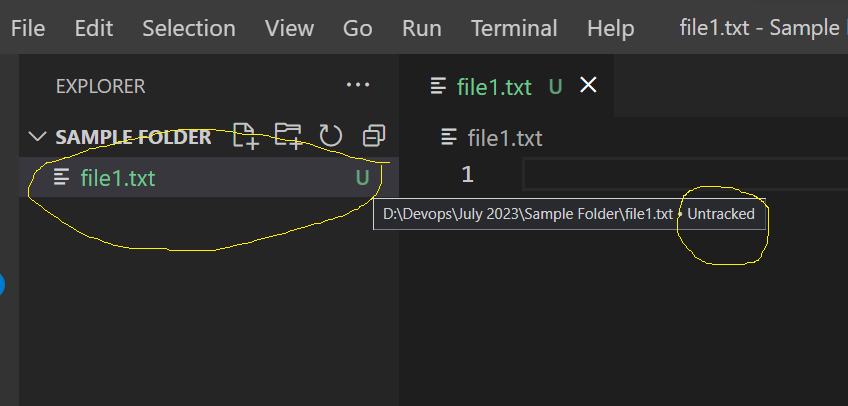 File Edit Selection View Go Run Terminal Help file1.txt - Sample
EXPLORER
file1.txt U
SAMPLE FOLDER
file1.txt
file1.txt U
1
D:\Devops\July 2023\Sample Folder\file1.txt • Untracked